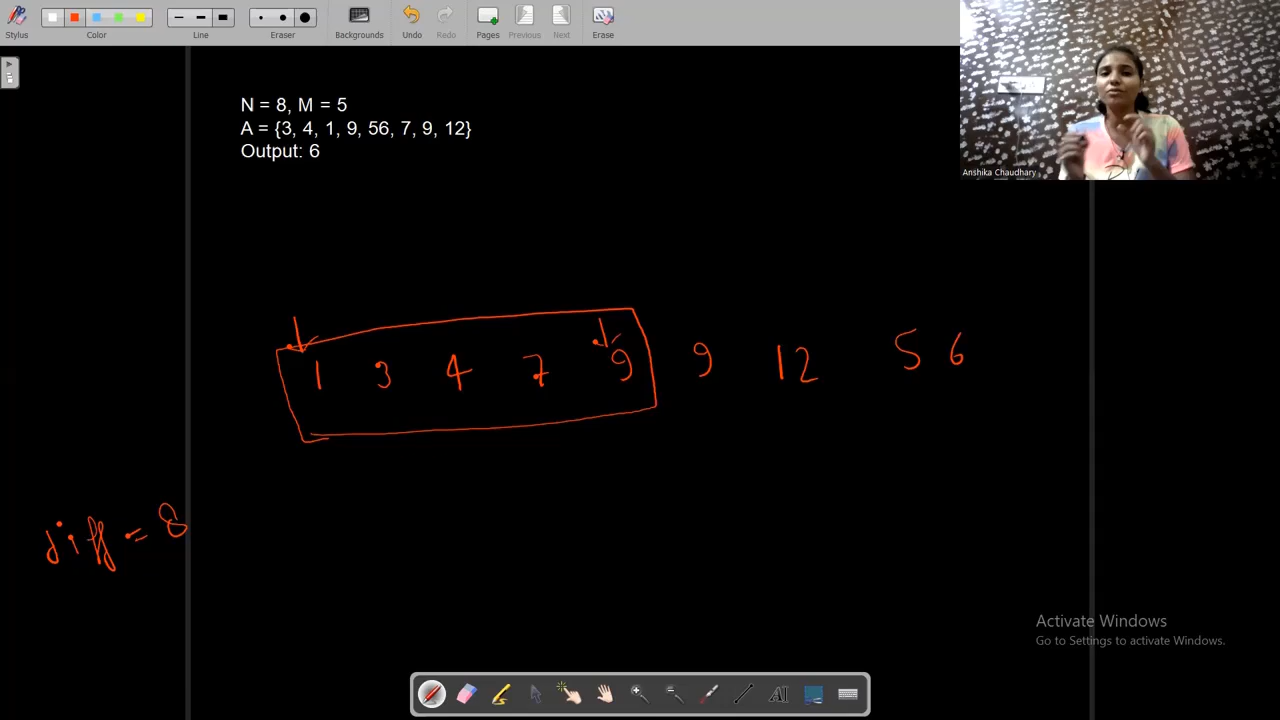 Stylus Color Line Eraser Backgrounds Undo Redo Pages Previous Next Erase
N = 8, M = 5
A = {3, 4, 1, 9, 56, 7, 9, 12}
Output: 6
Anshika Chaudhary
1 3 4 7 9 9 12 56
diff = 8
Activate Windows
Go to Settings to activate Windows.
AI